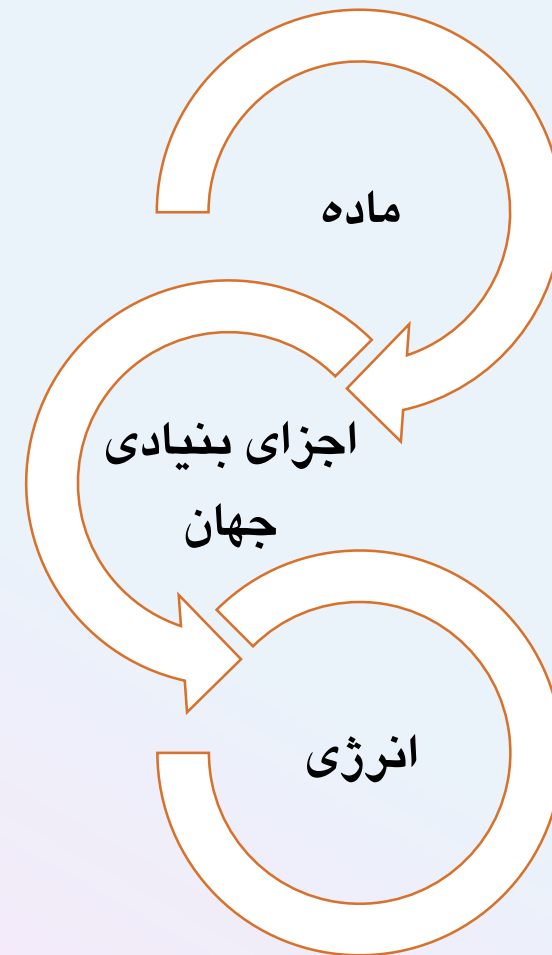 ماده
اجزای بنیادی
جهان
انرژی